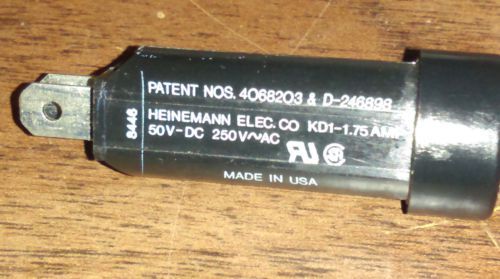 PATENT NOS. 4068203 & D-246898
HEINEMANN ELEC. CO KD1-1.75 AMP
50V-DC 250V~AC
MADE IN USA
8446